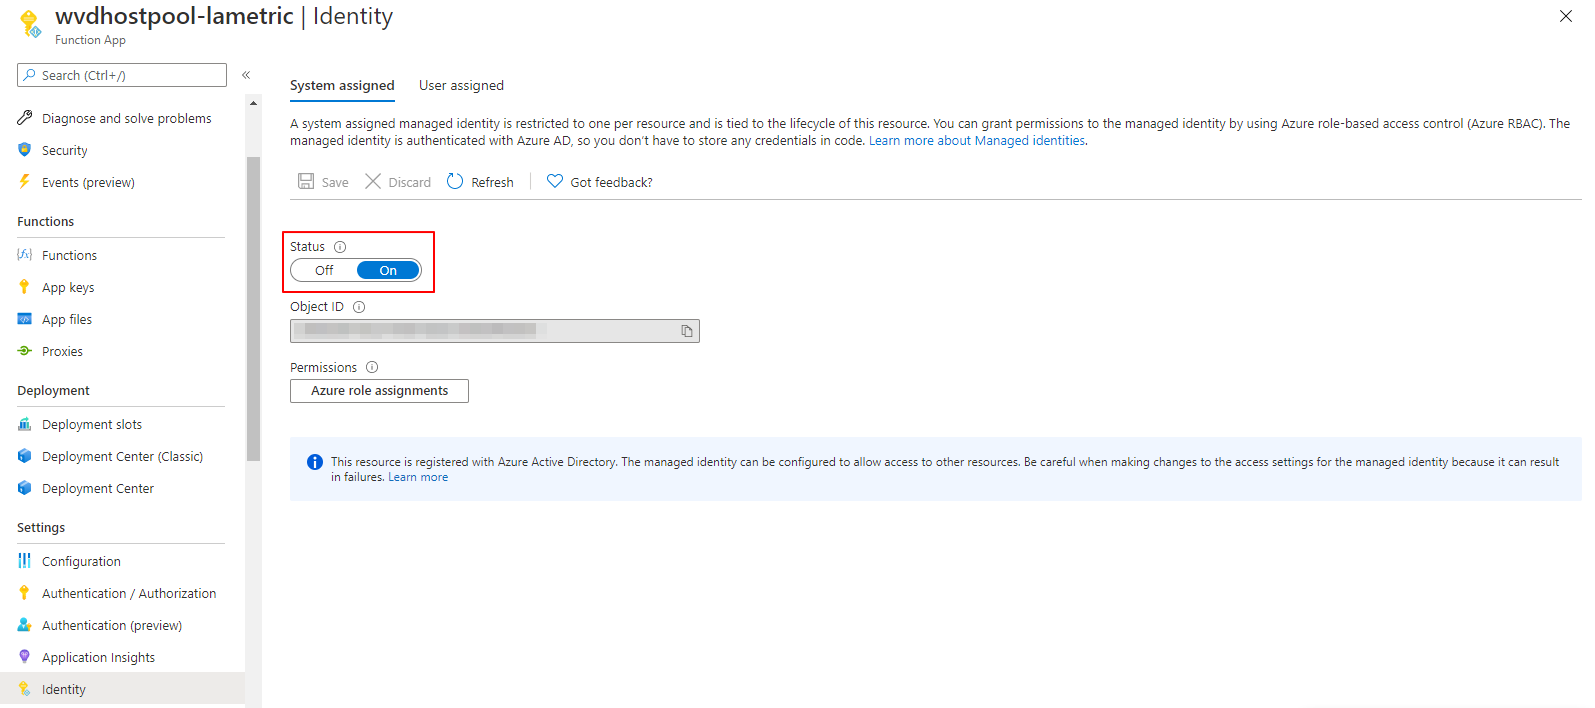 wvdhostpool-lametric | Identity
Function App
Search (Ctrl+/)
«
Diagnose and solve problems
Security
Events (preview)
Functions
Functions
App keys
App files
Proxies
Deployment
Deployment slots
Deployment Center (Classic)
Deployment Center
Settings
Configuration
Authentication / Authorization
Authentication (preview)
Application Insights
Identity
System assigned User assigned
A system assigned managed identity is restricted to one per resource and is tied to the lifecycle of this resource. You can grant permissions to the managed identity by using Azure role-based access control (Azure RBAC). The
managed identity is authenticated with Azure AD, so you don't have to store any credentials in code. Learn more about Managed identities.
Save Discard Refresh Got feedback?
Status
Off On
Object ID
Permissions
Azure role assignments
This resource is registered with Azure Active Directory. The managed identity can be configured to allow access to other resources. Be careful when making changes to the access settings for the managed identity because it can result
in failures. Learn more